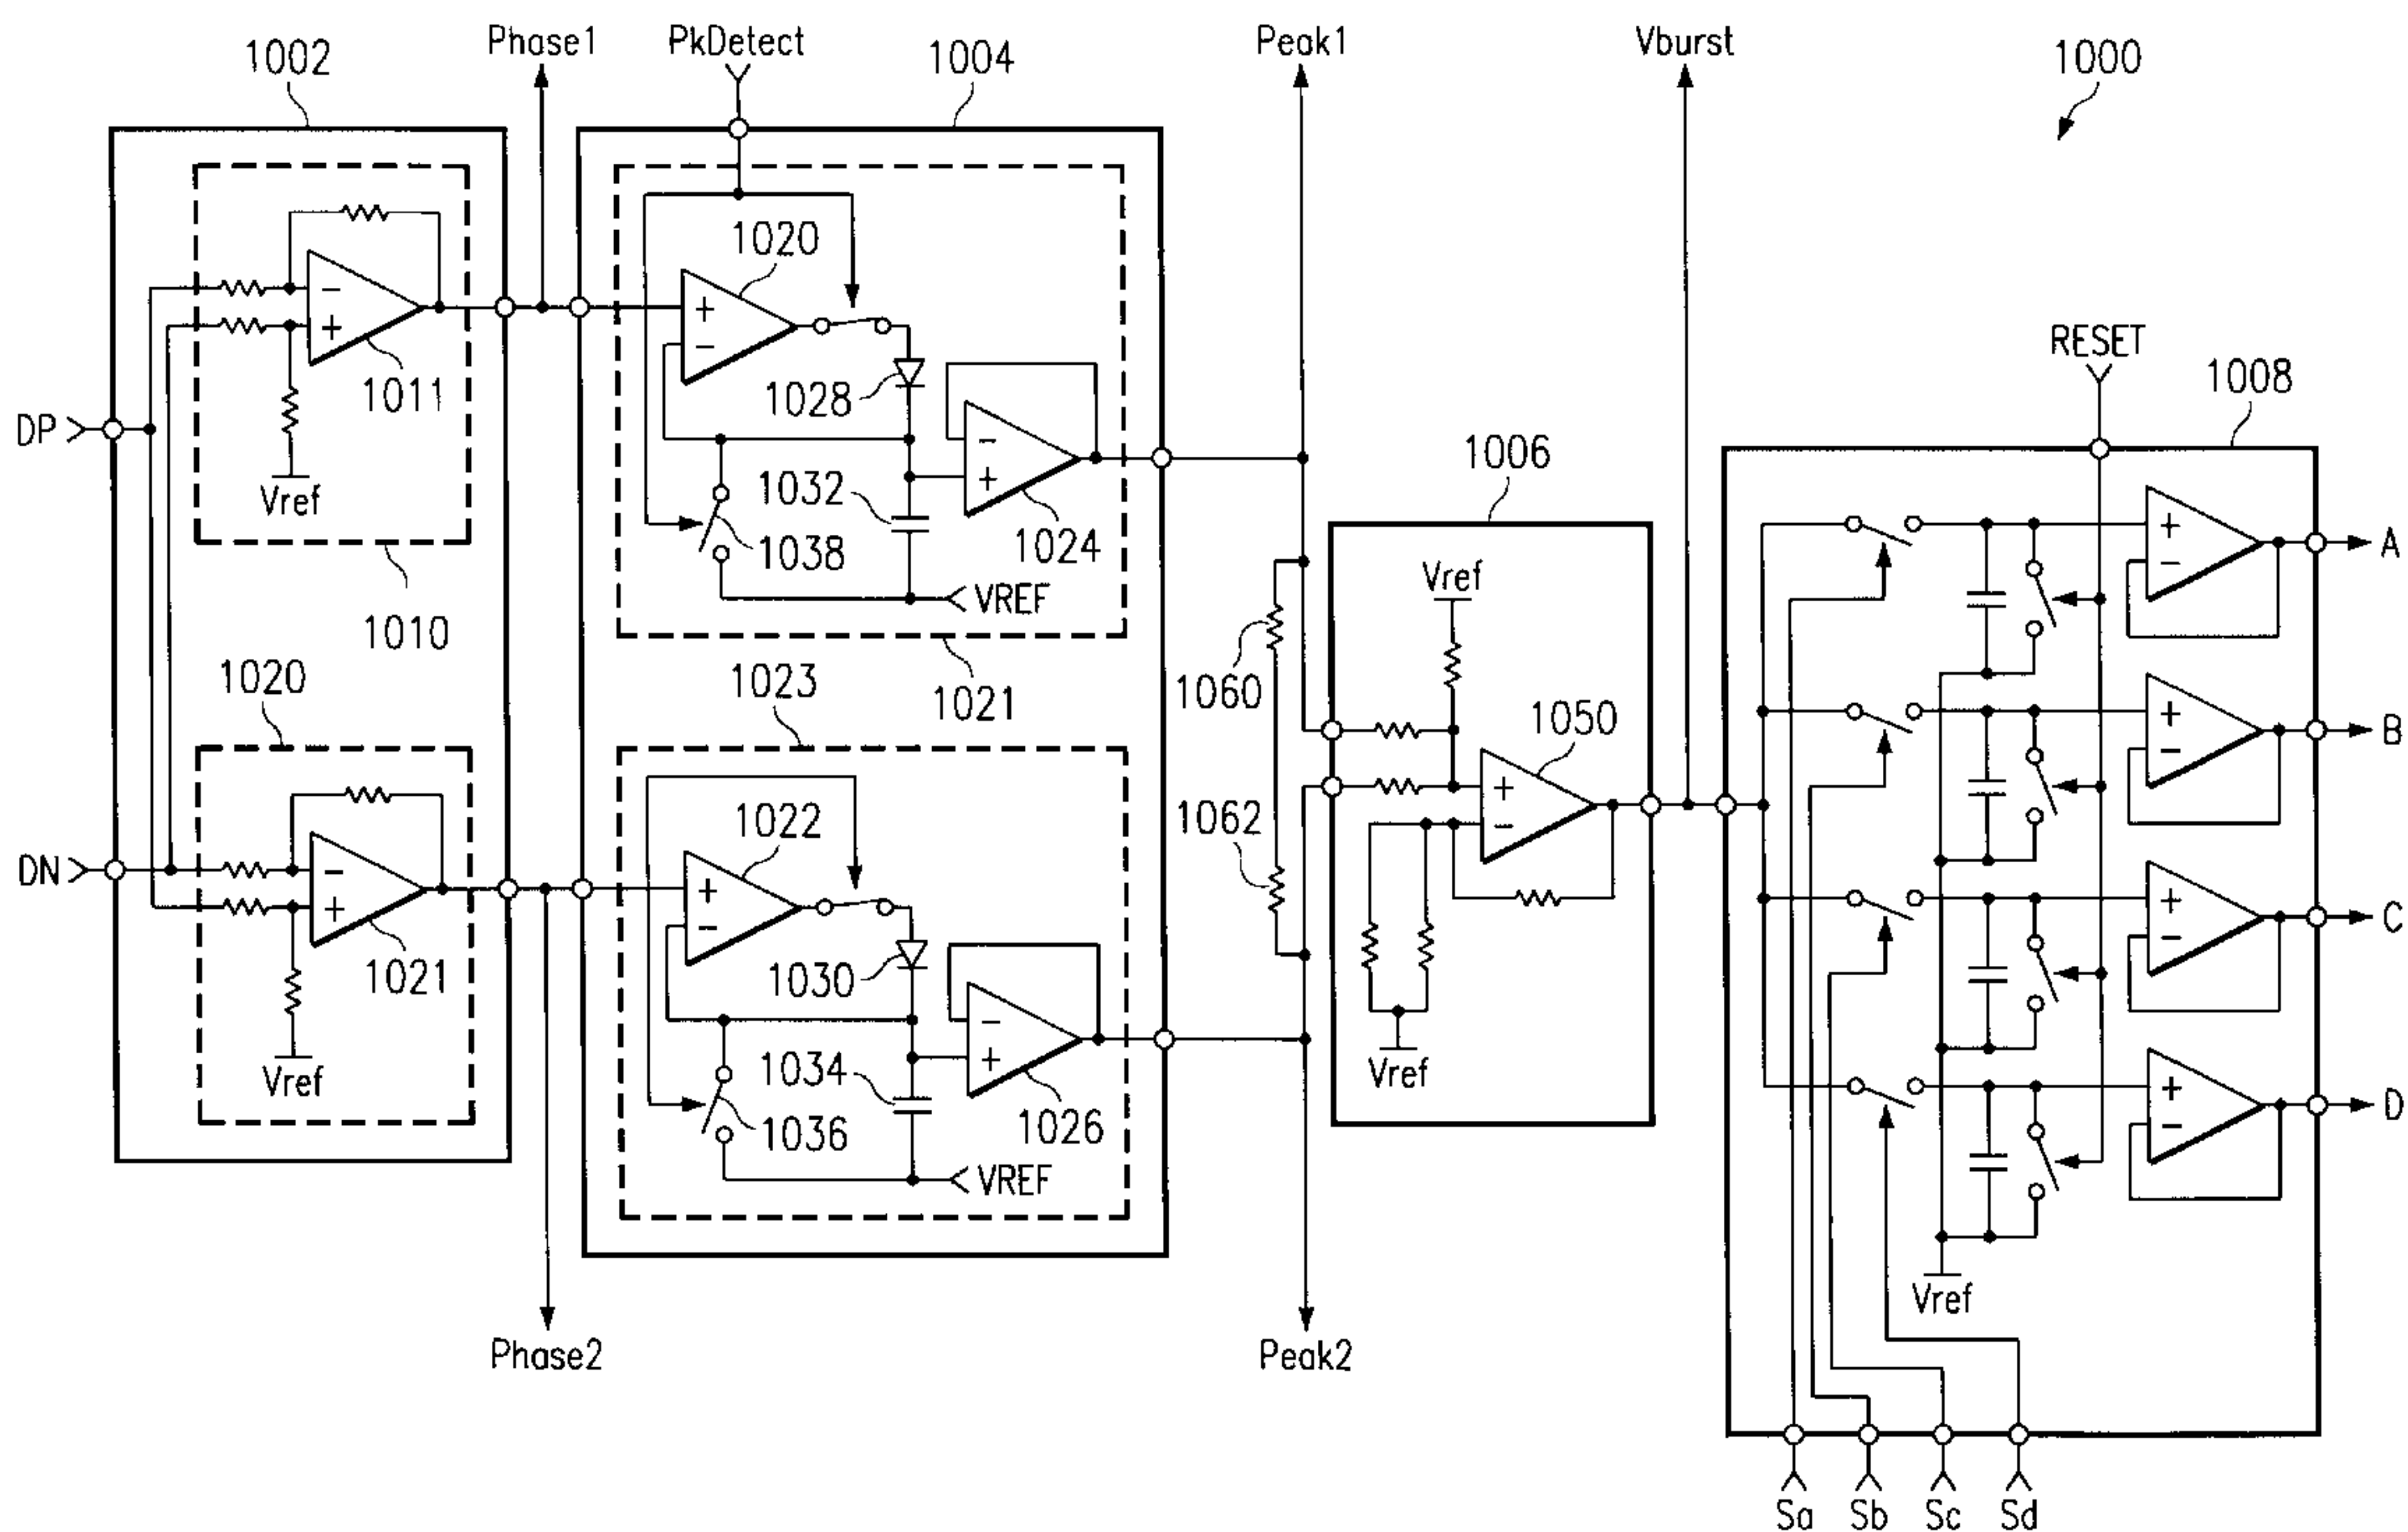 Phase1
PkDetect
Peak1
Vburst
1002
1004
1000
1020
RESET
1008
DP
1011
1028
1006
Vref
1032
1038
1024
VREF
Vref
A
1010
1020
1023
1021
1060
1050
B
+
−
1022
1062
DN
1021
1030
C
Vref
1034
1036
1026
VREF
Vref
D
Vref
Phase2
Peak2
Sa
Sb
Sc
Sd